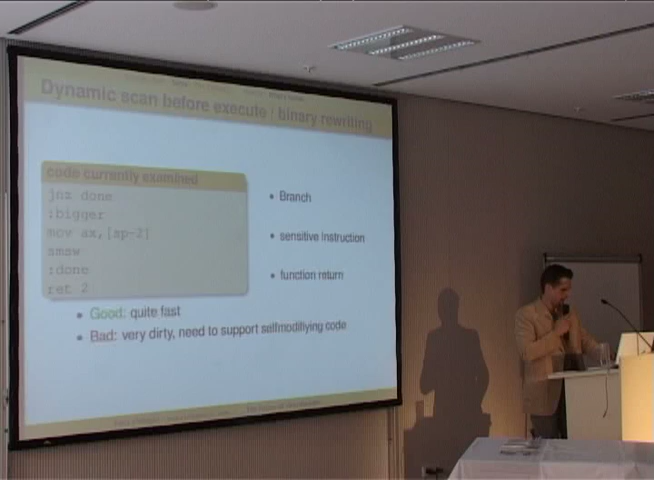 Dynamic scan before execute / binary rewriting
code currently examined
jnz done
:bigger
mov ax,[sp-2]
smsw
:done
ret 2
• Branch
• sensitive Instruction
• function return
• Good: quite fast
• Bad: very dirty, need to support selfmodifiying code